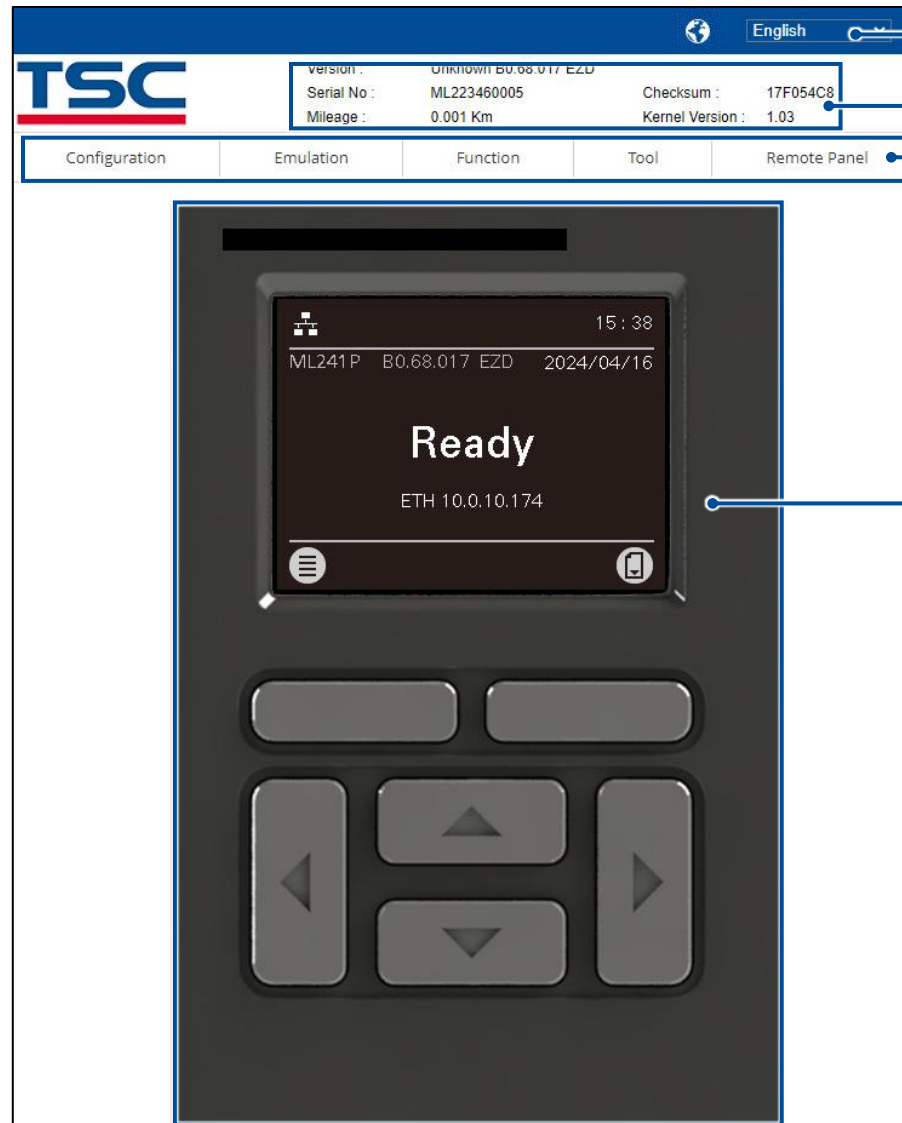 English
TSC
Version : Unknown B0.68.017 EZD
Serial No : ML223460005 Checksum : 17F054C8
Mileage : 0.001 Km Kernel Version : 1.03
Configuration Emulation Function Tool Remote Panel
15:38
ML241P B0.68.017 EZD 2024/04/16
Ready
ETH 10.0.10.174